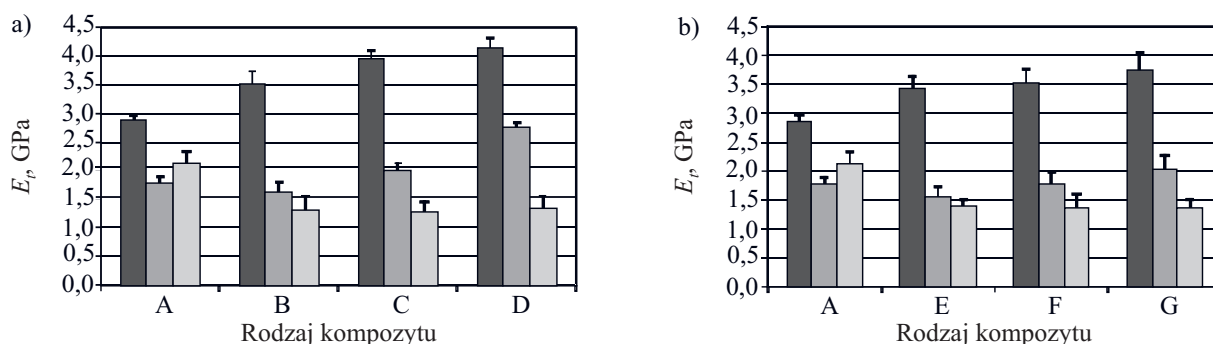 a)
E_t, GPa
4,5
4,0
3,5
3,0
2,5
2,0
1,5
1,0
0,5
0,0
A B C D
Rodzaj kompozytu
b)
E_t, GPa
4,5
4,0
3,5
3,0
2,5
2,0
1,5
1,0
0,5
0,0
A E F G
Rodzaj kompozytu